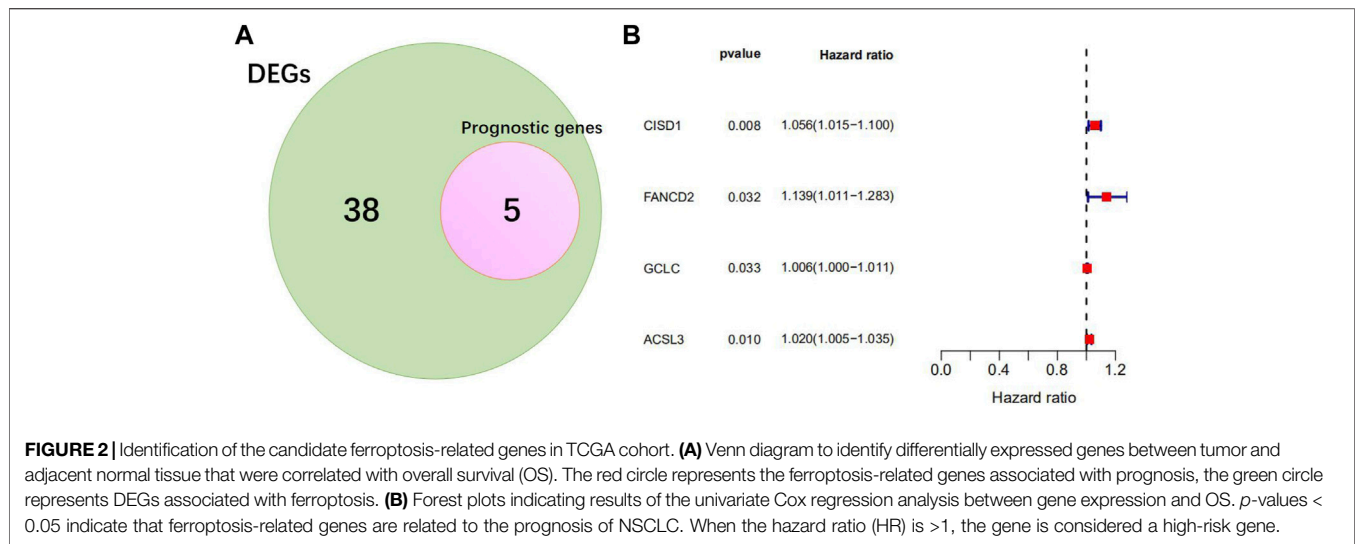 A
DEGs
Prognostic genes
38
5
B
pvalue Hazard ratio
CISD1 0.008 1.056(1.015−1.100)
FANCD2 0.032 1.139(1.011−1.283)
GCLC 0.033 1.006(1.000−1.011)
ACSL3 0.010 1.020(1.005−1.035)
0.0 0.4 0.8 1.2
Hazard ratio
FIGURE 2 | Identification of the candidate ferroptosis-related genes in TCGA cohort. (A) Venn diagram to identify differentially expressed genes between tumor and
adjacent normal tissue that were correlated with overall survival (OS). The red circle represents the ferroptosis-related genes associated with prognosis, the green circle
represents DEGs associated with ferroptosis. (B) Forest plots indicating results of the univariate Cox regression analysis between gene expression and OS. p-values <
0.05 indicate that ferroptosis-related genes are related to the prognosis of NSCLC. When the hazard ratio (HR) is >1, the gene is considered a high-risk gene.